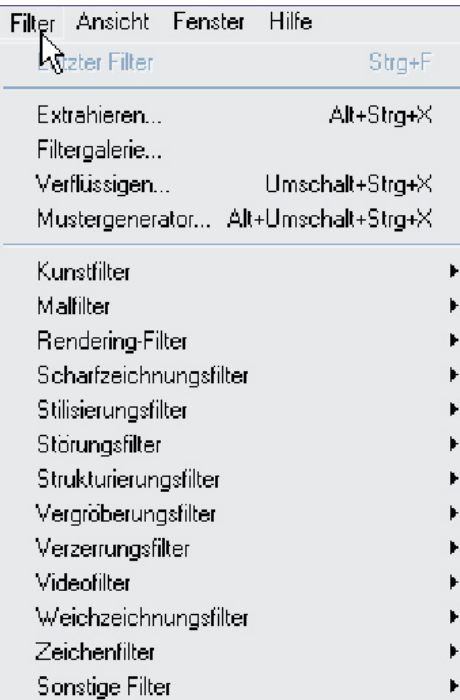 Filter Ansicht Fenster Hilfe
Letzter Filter Strg+F
Extrahieren... Alt+Strg+X
Filtergalerie...
Verflüssigen... Umschalt+Strg+X
Mustergenerator... Alt+Umschalt+Strg+X
Kunstfilter
Malfilter
Rendering-Filter
Scharfzeichnungsfilter
Stilisierungsfilter
Störungsfilter
Strukturierungsfilter
Vergröberungsfilter
Verzerrungsfilter
Videofilter
Weichzeichnungsfilter
Zeichenfilter
Sonstige Filter